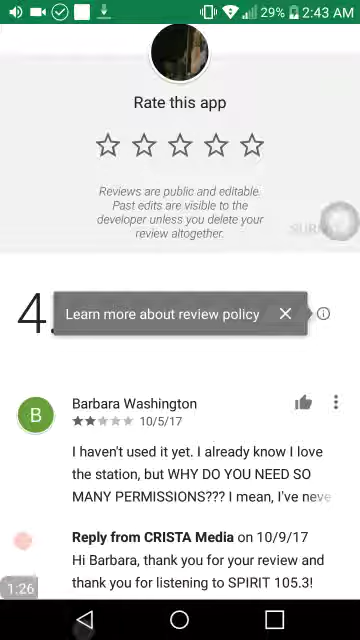 29% 2:43 AM
Rate this app
Reviews are public and editable.
Past edits are visible to the
developer unless you delete your
review altogether.
4.
Learn more about review policy
B
Barbara Washington
10/5/17
I haven't used it yet. I already know I love
the station, but WHY DO YOU NEED SO
MANY PERMISSIONS??? I mean, I've neve
Reply from CRISTA Media on 10/9/17
Hi Barbara, thank you for your review and
thank you for listening to SPIRIT 105.3!
1:26